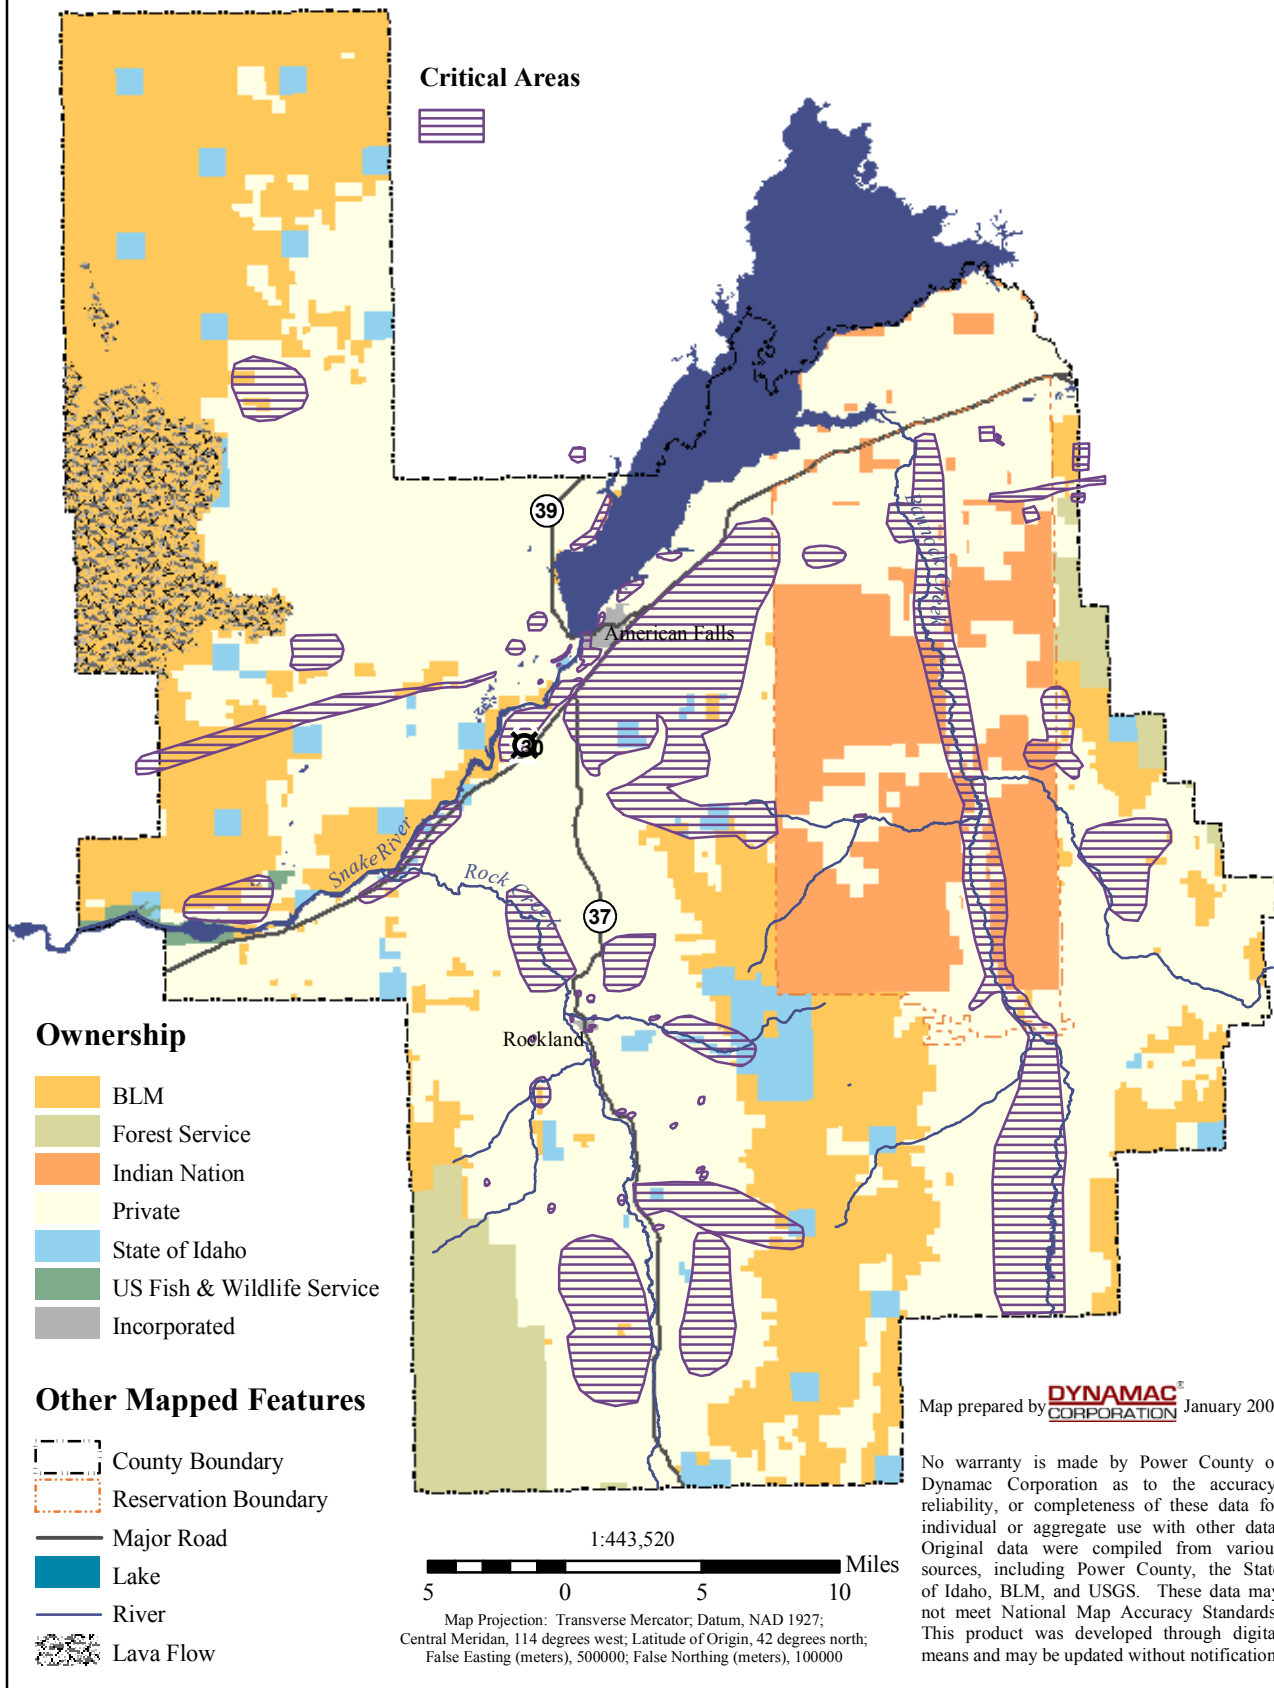 Critical Areas
39
American Falls
Bannock Creek
30
Snake River
Rock Creek
37
Rockland
Ownership
BLM
Forest Service
Indian Nation
Private
State of Idaho
US Fish & Wildlife Service
Incorporated
Other Mapped Features
County Boundary
Reservation Boundary
Major Road
Lake
River
Lava Flow
1:443,520
Miles
5 0 5 10
Map Projection: Transverse Mercator; Datum, NAD 1927;
Central Meridian, 114 degrees west; Latitude of Origin, 42 degrees north;
False Easting (meters), 500000; False Northing (meters), 100000
Map prepared by DYNAMAC CORPORATION® January 200
No warranty is made by Power County o
Dynamac Corporation as to the accuracy
reliability, or completeness of these data fo
individual or aggregate use with other data
Original data were compiled from variou
sources, including Power County, the Stat
of Idaho, BLM, and USGS. These data may
not meet National Map Accuracy Standards
This product was developed through digita
means and may be updated without notification